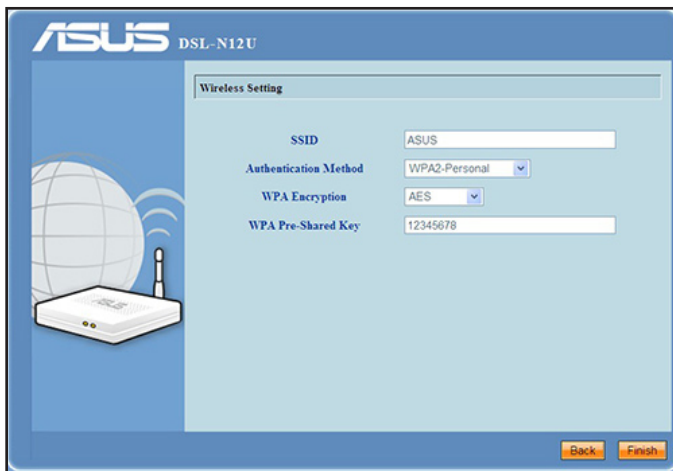 ASUS DSL-N12U
Wireless Setting
SSID ASUS
Authentication Method WPA2-Personal
WPA Encryption AES
WPA Pre-Shared Key 12345678
ASUS
Back Finish